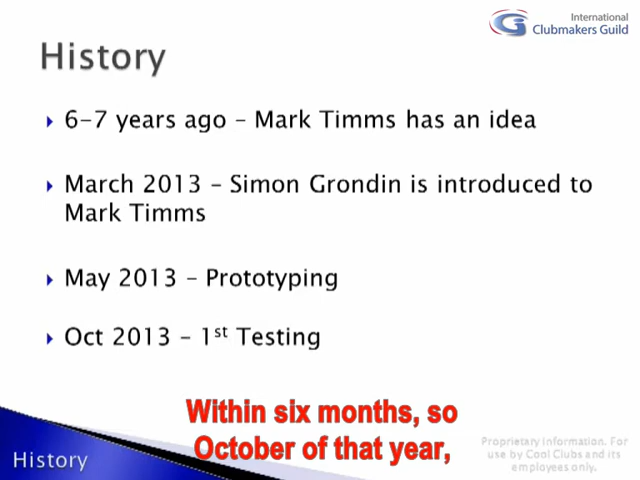 International
Clubmakers Guild
History
6-7 years ago – Mark Timms has an idea
March 2013 – Simon Grondin is introduced to
Mark Timms
May 2013 – Prototyping
Oct 2013 – 1st Testing
Within six months, so
October of that year,
History
Proprietary Information. For
use by Cool Clubs and its
employees only.